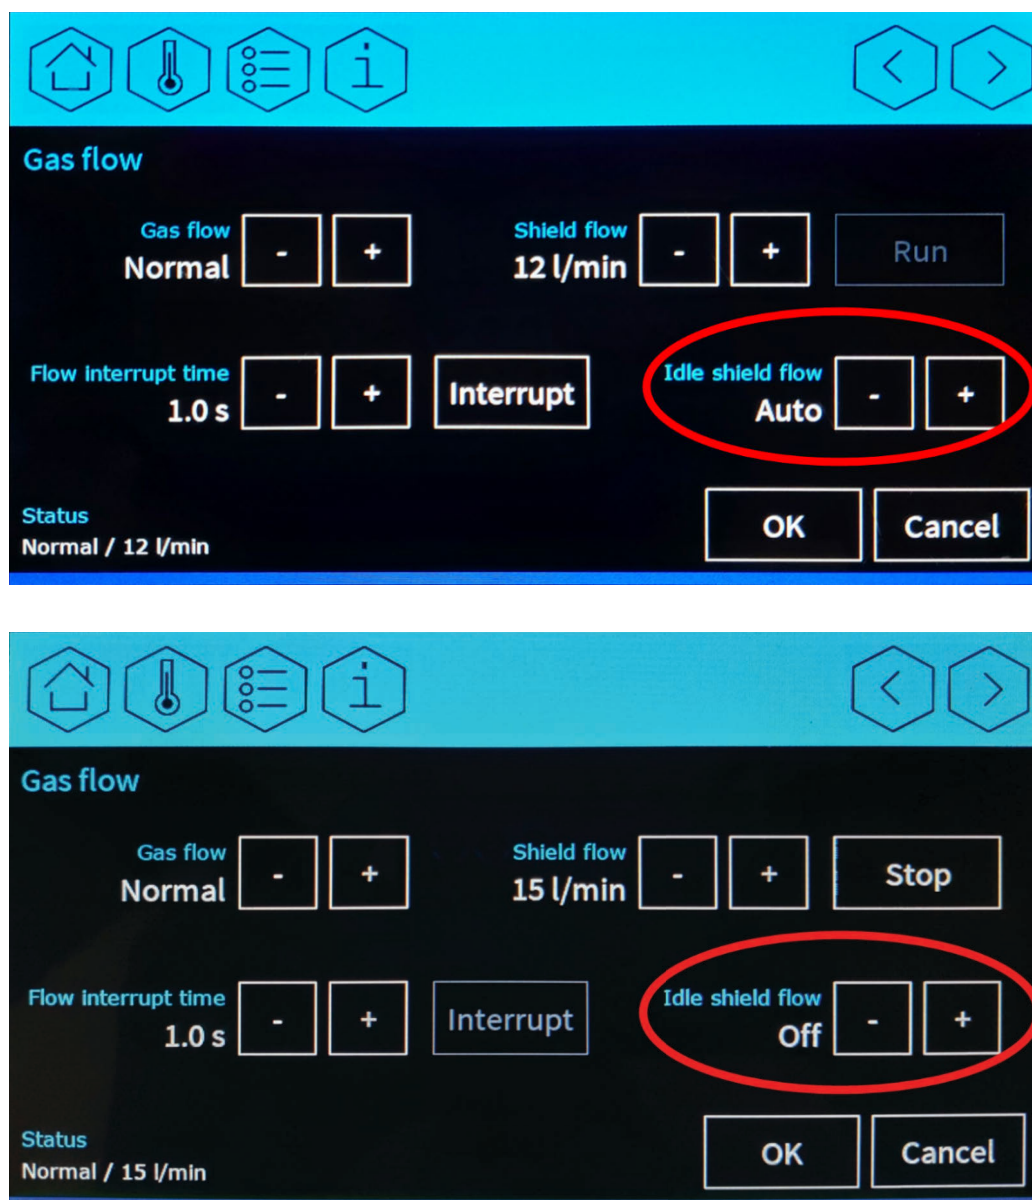 i
< >
Gas flow
Gas flow
Normal
- +
Shield flow
12 l/min
- +
Run
Flow interrupt time
1.0 s
- +
Interrupt
Idle shield flow
Auto
- +
Status
Normal / 12 l/min
OK
Cancel
i
< >
Gas flow
Gas flow
Normal
- +
Shield flow
15 l/min
- +
Stop
Flow interrupt time
1.0 s
- +
Interrupt
Idle shield flow
Off
- +
Status
Normal / 15 l/min
OK
Cancel